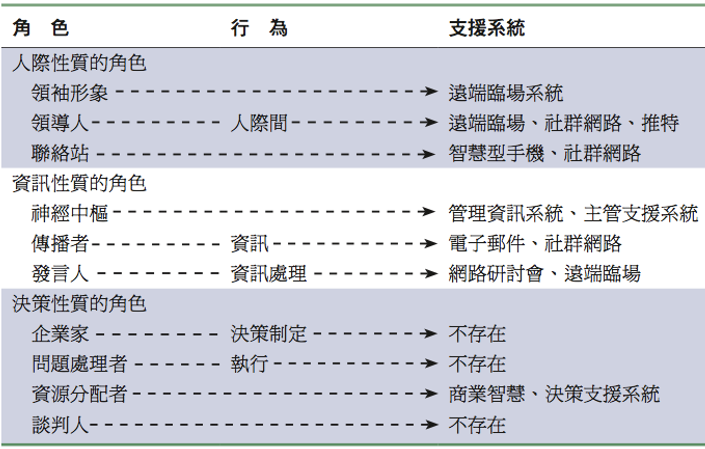 角　色　行　為　支援系統
人際性質的角色
領袖形象　遠端臨場系統
領導人　人際間　遠端臨場、社群網路、推特
聯絡站　智慧型手機、社群網路
資訊性質的角色
神經中樞　管理資訊系統、主管支援系統
傳播者　資訊　電子郵件、社群網路
發言人　資訊處理　網路研討會、遠端臨場
決策性質的角色
企業家　決策制定　不存在
問題處理者　執行　不存在
資源分配者　商業智慧、決策支援系統
談判人　不存在